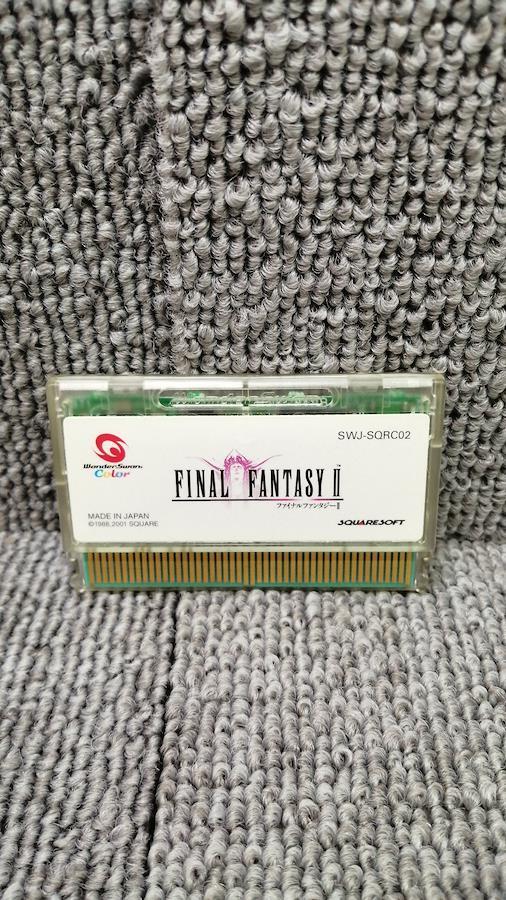 SWJ-SQRC02
WonderSwan
Color
FINAL FANTASY II
ファイナルファンタジーII
MADE IN JAPAN
©1988,2001 SQUARE
SQUARESOFT